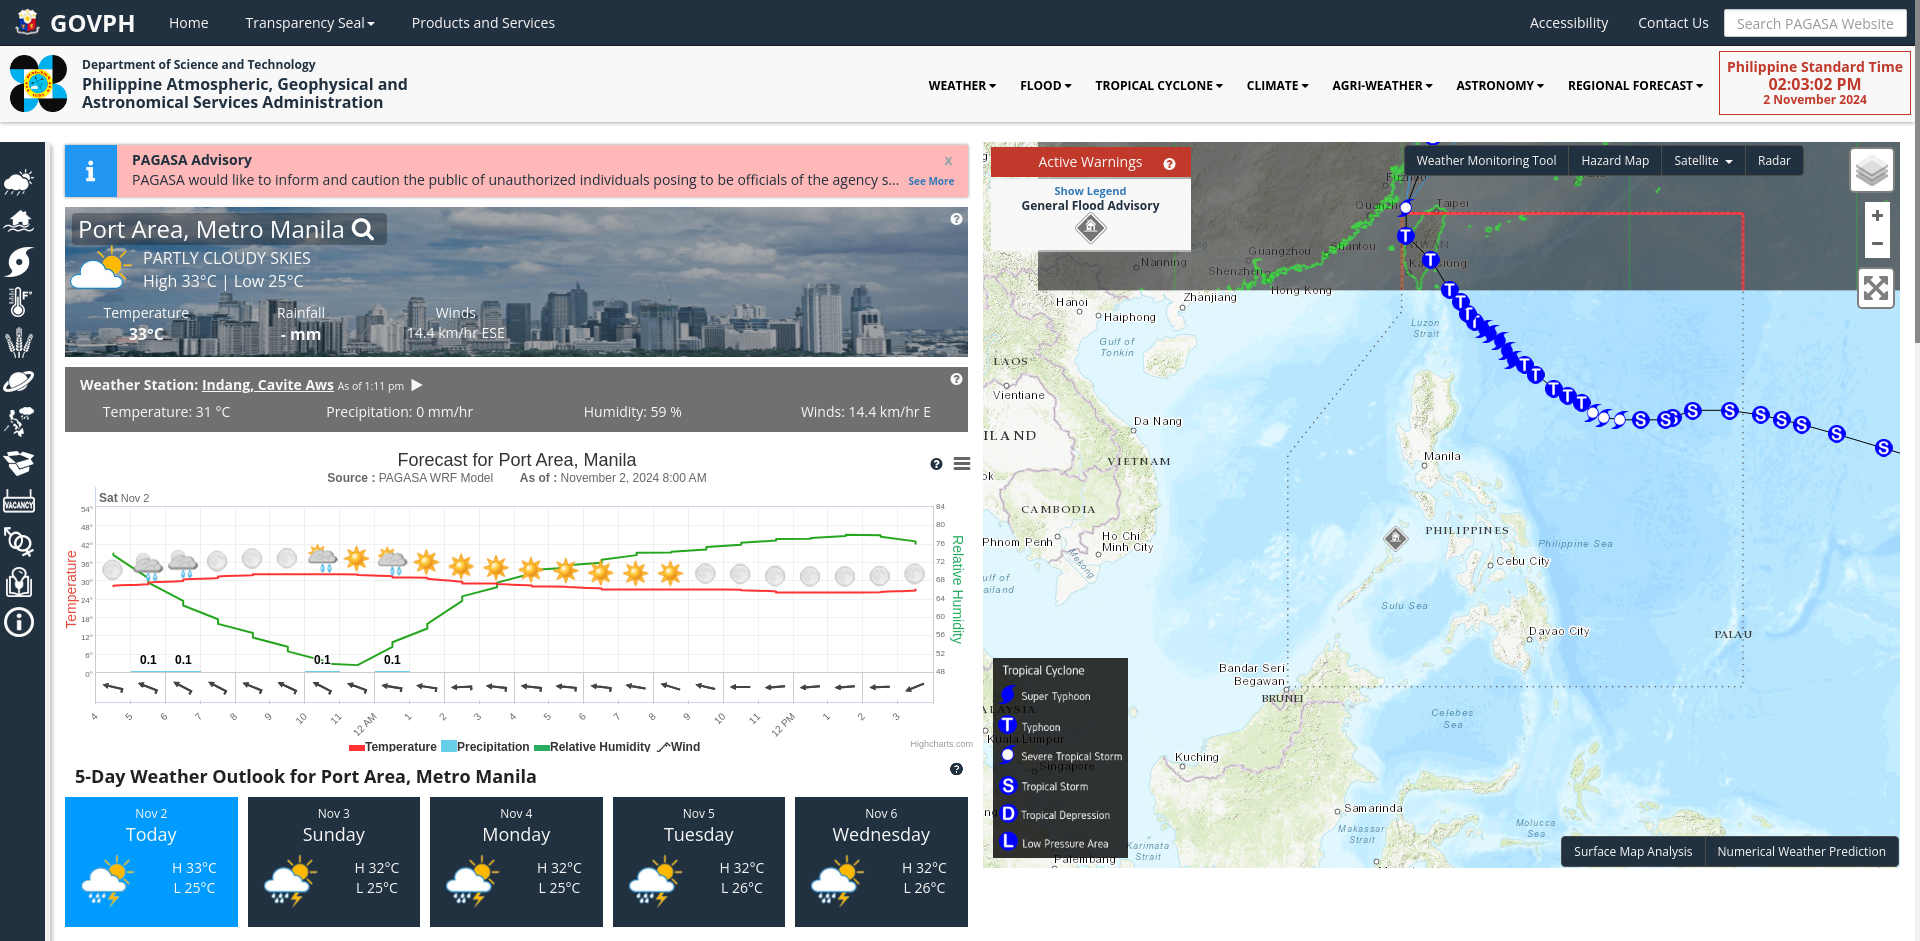 GOVPH
Home
Transparency Seal
Products and Services
Accessibility
Contact Us
Search PAGASA Website
Department of Science and Technology
Philippine Atmospheric, Geophysical and
Astronomical Services Administration
WEATHER
FLOOD
TROPICAL CYCLONE
CLIMATE
AGRI-WEATHER
ASTRONOMY
REGIONAL FORECAST
Philippine Standard Time
02:03:02 PM
2 November 2024
VACANCY
PAGASA Advisory
x
PAGASA would like to inform and caution the public of unauthorized individuals posing to be officials of the agency s...
See More
Port Area, Metro Manila
PARTLY CLOUDY SKIES
High 33°C | Low 25°C
Temperature
Rainfall
Winds
33°C
- mm
14.4 km/hr ESE
Weather Station: Indang, Cavite Aws As of 1:11 pm
Temperature: 31 °C
Precipitation: 0 mm/hr
Humidity: 59 %
Winds: 14.4 km/hr E
Forecast for Port Area, Manila
Source : PAGASA WRF Model As of : November 2, 2024 8:00 AM
Sat Nov 2
Temperature
54°
48°
42°
36°
30°
24°
18°
12°
6°
0°
84
80
76
72
68
64
60
56
52
48
Relative Humidity
0.1
0.1
0.1
0.1
4
5
6
7
8
9
10
11
12 AM
1
2
3
4
5
6
7
8
9
10
11
12 PM
1
2
3
Temperature
Precipitation
Relative Humidity
Wind
Highcharts.com
5-Day Weather Outlook for Port Area, Metro Manila
Nov 2
Today
H 33°C
L 25°C
Nov 3
Sunday
H 32°C
L 25°C
Nov 4
Monday
H 32°C
L 25°C
Nov 5
Tuesday
H 32°C
L 26°C
Nov 6
Wednesday
H 32°C
L 26°C
Active Warnings
Show Legend
General Flood Advisory
Weather Monitoring Tool
Hazard Map
Satellite
Radar
+
−
Taipei
Guangzhou
Shantou
Nanning
Shenzhen
Hong Kong
Zhanjiang
Hanoi
Haiphong
Gulf of
Tonkin
Luzon
Strait
LAOS
Vientiane
Da Nang
VIETNAM
Manila
CAMBODIA
Phnom Penh
Ho Chi
Minh City
Mekong
PHILIPPINES
Philippine Sea
Cebu City
Sulu Sea
Davao City
PALAU
Bandar Seri
Begawan
BRUNEI
Celebes
Sea
Kuching
Samarinda
Makassar
Strait
Molucca
Sea
Karimata
Strait
Palembang
Kuala Lumpur
Singapore
Tropical Cyclone
Super Typhoon
T Typhoon
Severe Tropical Storm
S Tropical Storm
D Tropical Depression
L Low Pressure Area
Surface Map Analysis
Numerical Weather Prediction